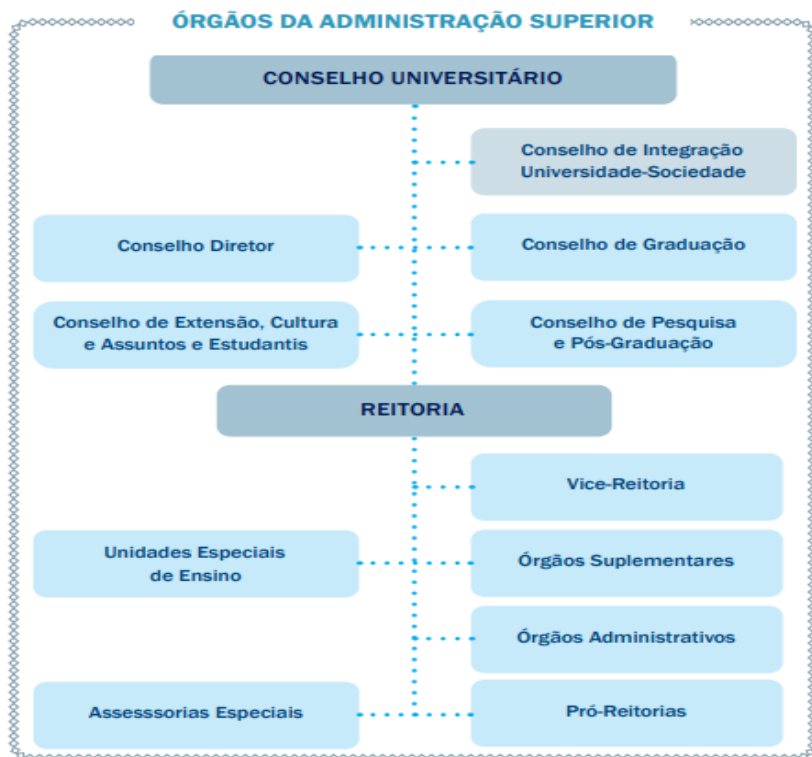 ÓRGÃOS DA ADMINISTRAÇÃO SUPERIOR
CONSELHO UNIVERSITÁRIO
Conselho de Integração
Universidade-Sociedade
Conselho Diretor
Conselho de Graduação
Conselho de Extensão, Cultura
e Assuntos e Estudantis
Conselho de Pesquisa
e Pós-Graduação
REITORIA
Vice-Reitoria
Unidades Especiais
de Ensino
Órgãos Suplementares
Órgãos Administrativos
Assesssorias Especiais
Pró-Reitorias